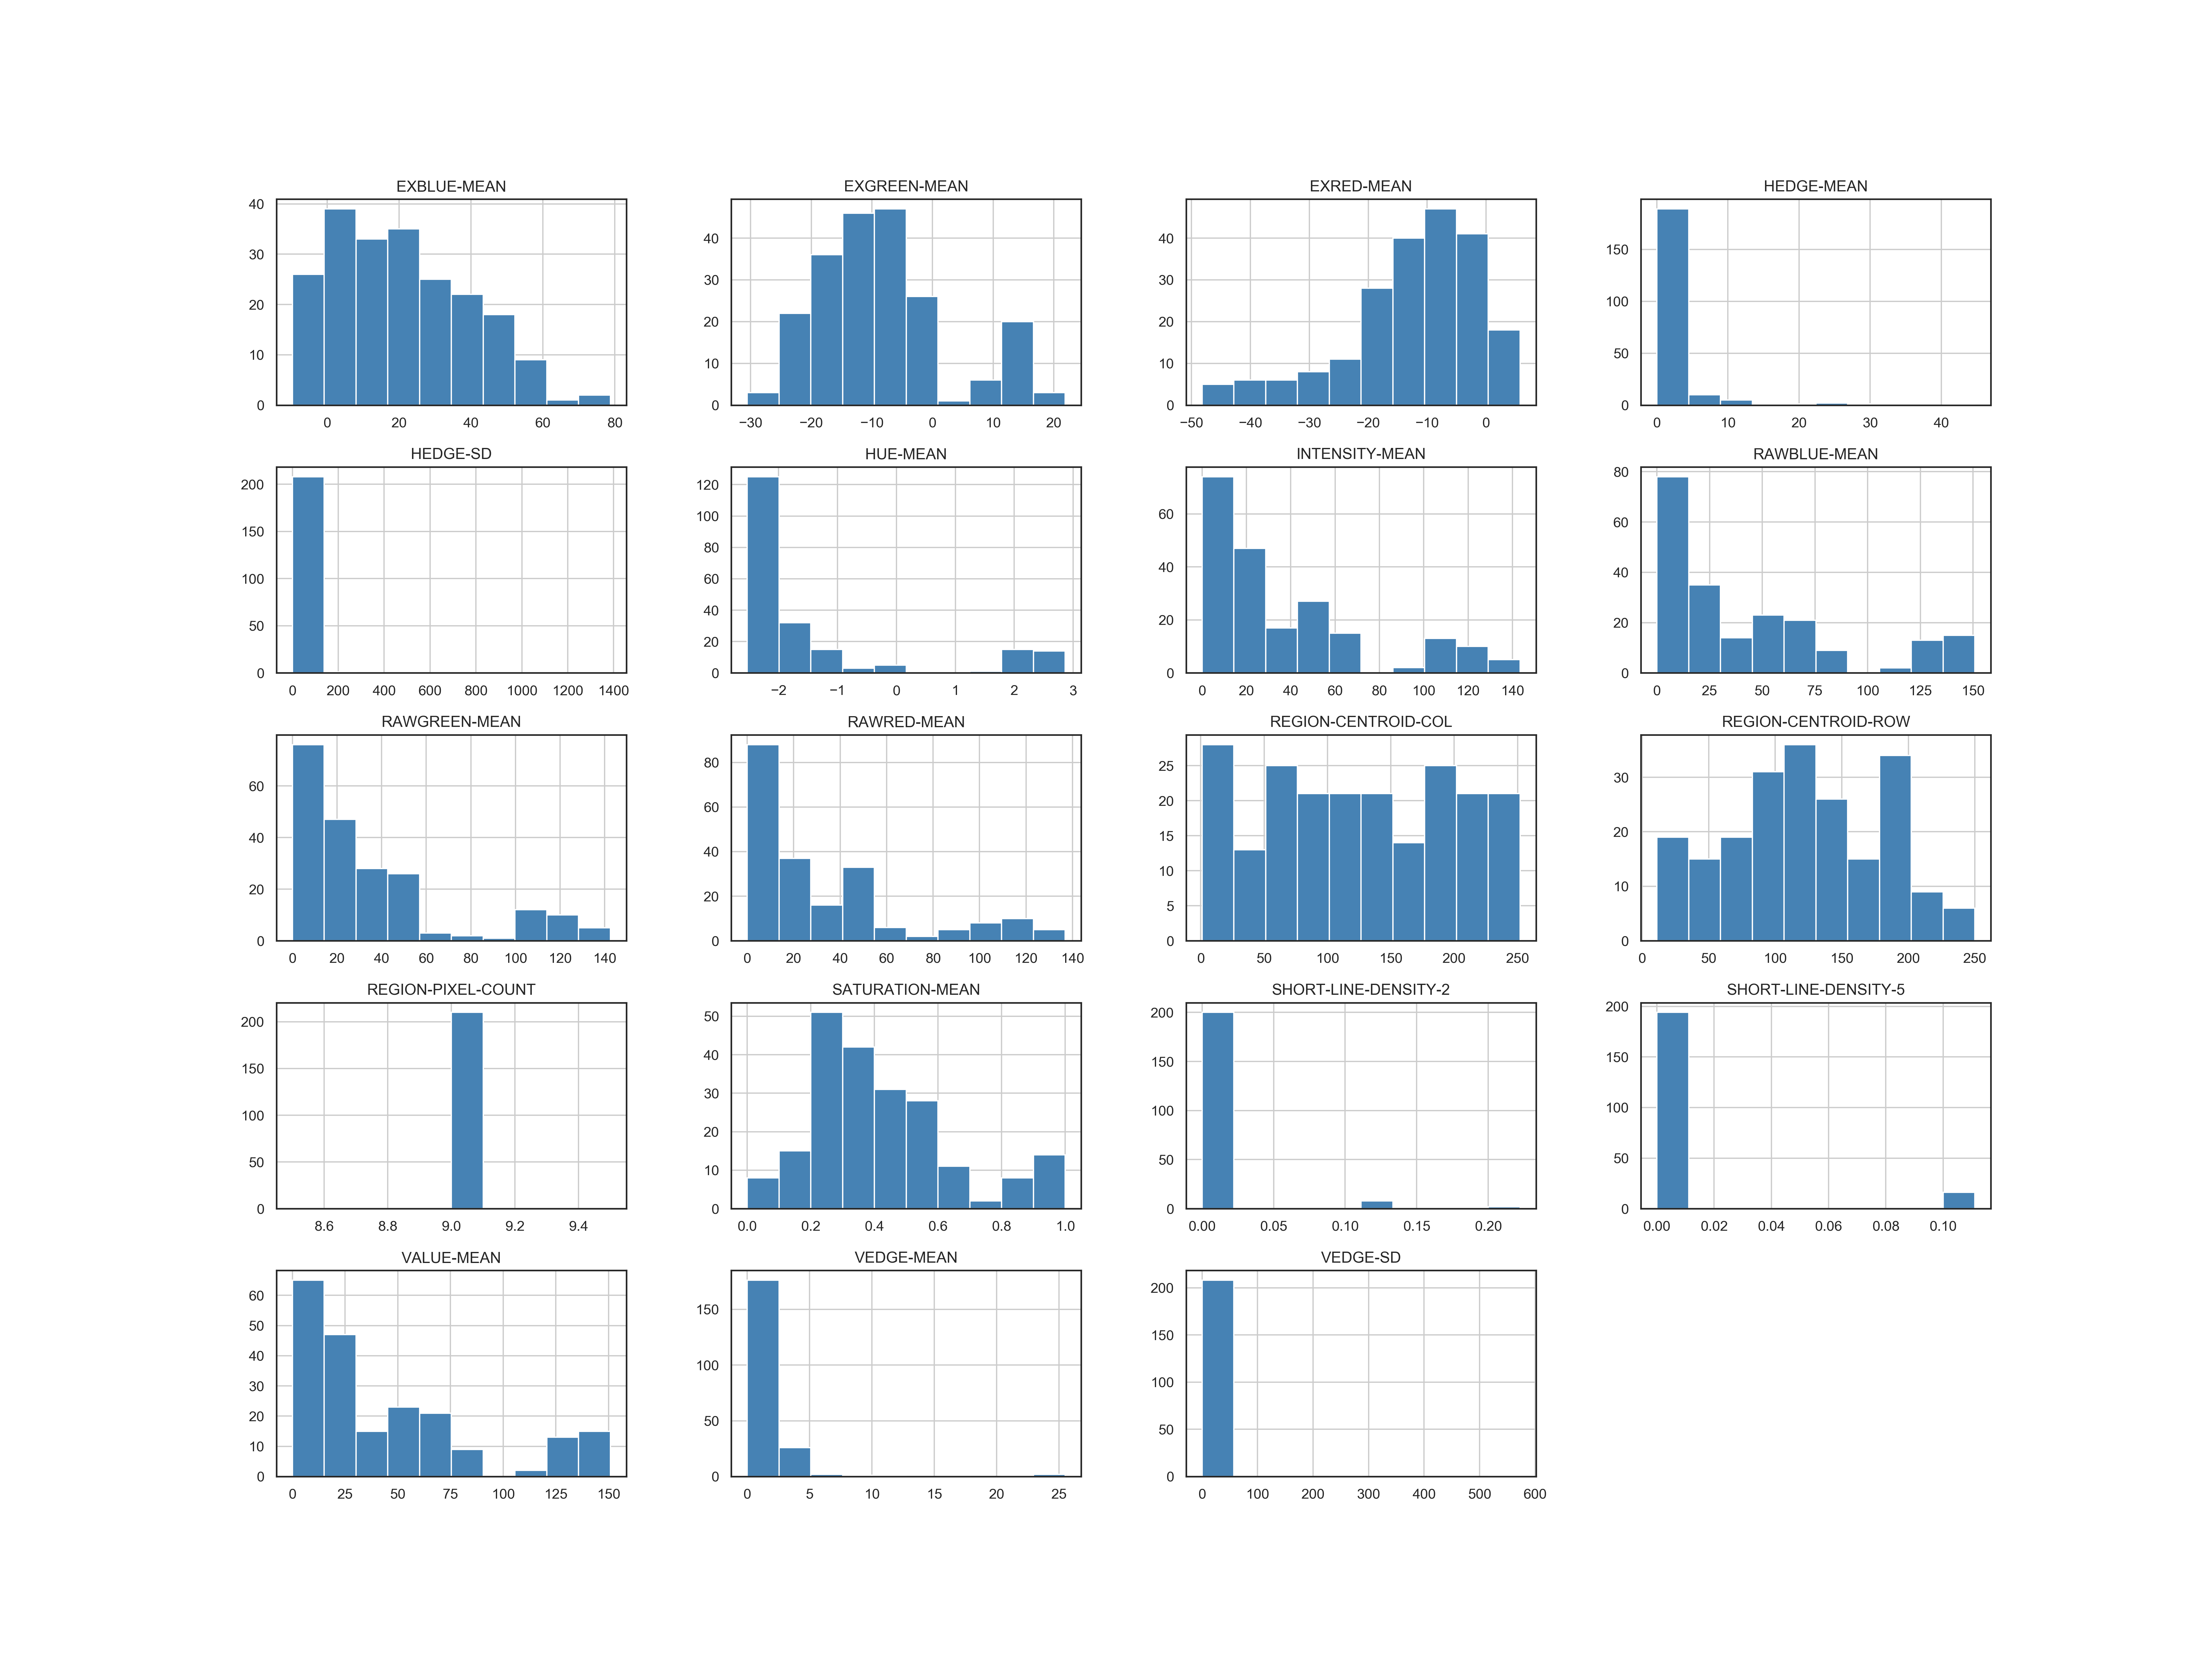 EXBLUE-MEAN
EXGREEN-MEAN
EXRED-MEAN
HEDGE-MEAN
40
30
20
10
0
0 20 40 60 80
40
30
20
10
0
−30 −20 −10 0 10 20
40
30
20
10
0
−50 −40 −30 −20 −10 0
150
100
50
0
0 10 20 30 40
HEDGE-SD
HUE-MEAN
INTENSITY-MEAN
RAWBLUE-MEAN
200
150
100
50
0
0 200 400 600 800 1000 1200 1400
120
100
80
60
40
20
0
−2 −1 0 1 2 3
60
40
20
0
0 20 40 60 80 100 120 140
80
60
40
20
0
0 25 50 75 100 125 150
RAWGREEN-MEAN
RAWRED-MEAN
REGION-CENTROID-COL
REGION-CENTROID-ROW
60
40
20
0
0 20 40 60 80 100 120 140
80
60
40
20
0
0 20 40 60 80 100 120 140
25
20
15
10
5
0
0 50 100 150 200 250
30
20
10
0
0 50 100 150 200 250
REGION-PIXEL-COUNT
SATURATION-MEAN
SHORT-LINE-DENSITY-2
SHORT-LINE-DENSITY-5
200
150
100
50
0
8.6 8.8 9.0 9.2 9.4
50
40
30
20
10
0
0.0 0.2 0.4 0.6 0.8 1.0
200
150
100
50
0
0.00 0.05 0.10 0.15 0.20
200
150
100
50
0
0.00 0.02 0.04 0.06 0.08 0.10
VALUE-MEAN
VEDGE-MEAN
VEDGE-SD
60
50
40
30
20
10
0
0 25 50 75 100 125 150
150
100
50
0
0 5 10 15 20 25
200
150
100
50
0
0 100 200 300 400 500 600